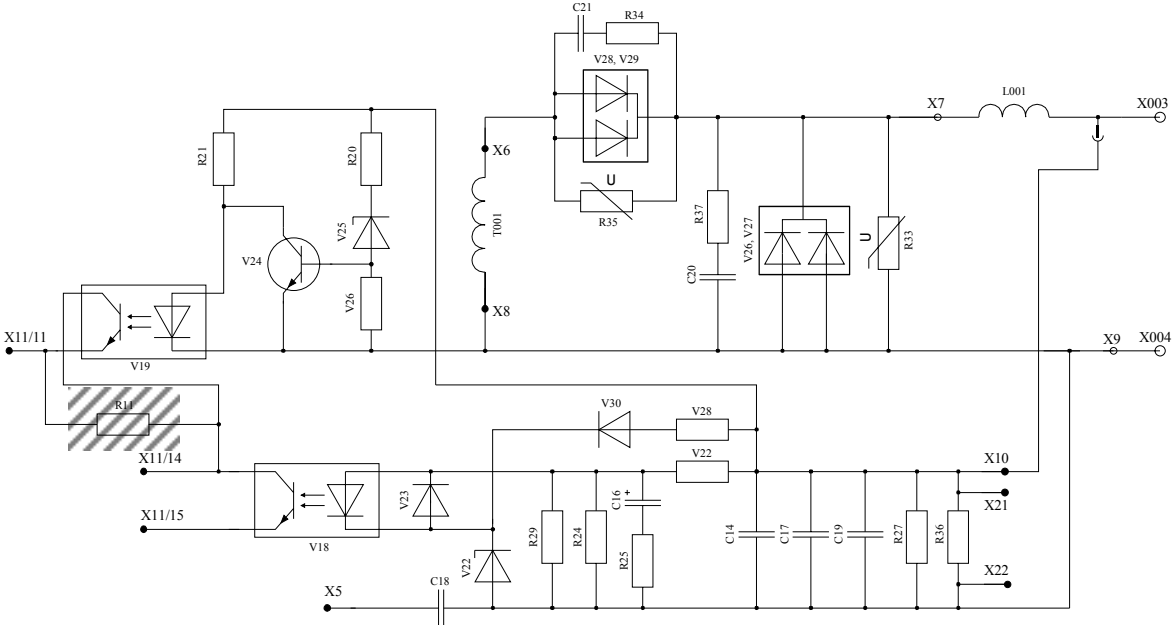 C21
R34
V28, V29
X7
L001
X003
X6
R21
R20
U
R35
T001
R37
V26, V27
U
R33
V25
V24
C20
V26
X8
X11/11
V19
X9
X004
R11
V30
V28
X11/14
V22
X10
X21
V23
C16
+
X11/15
V18
R29
R24
C14
C17
C19
R27
R36
R25
V22
X22
C18
X5